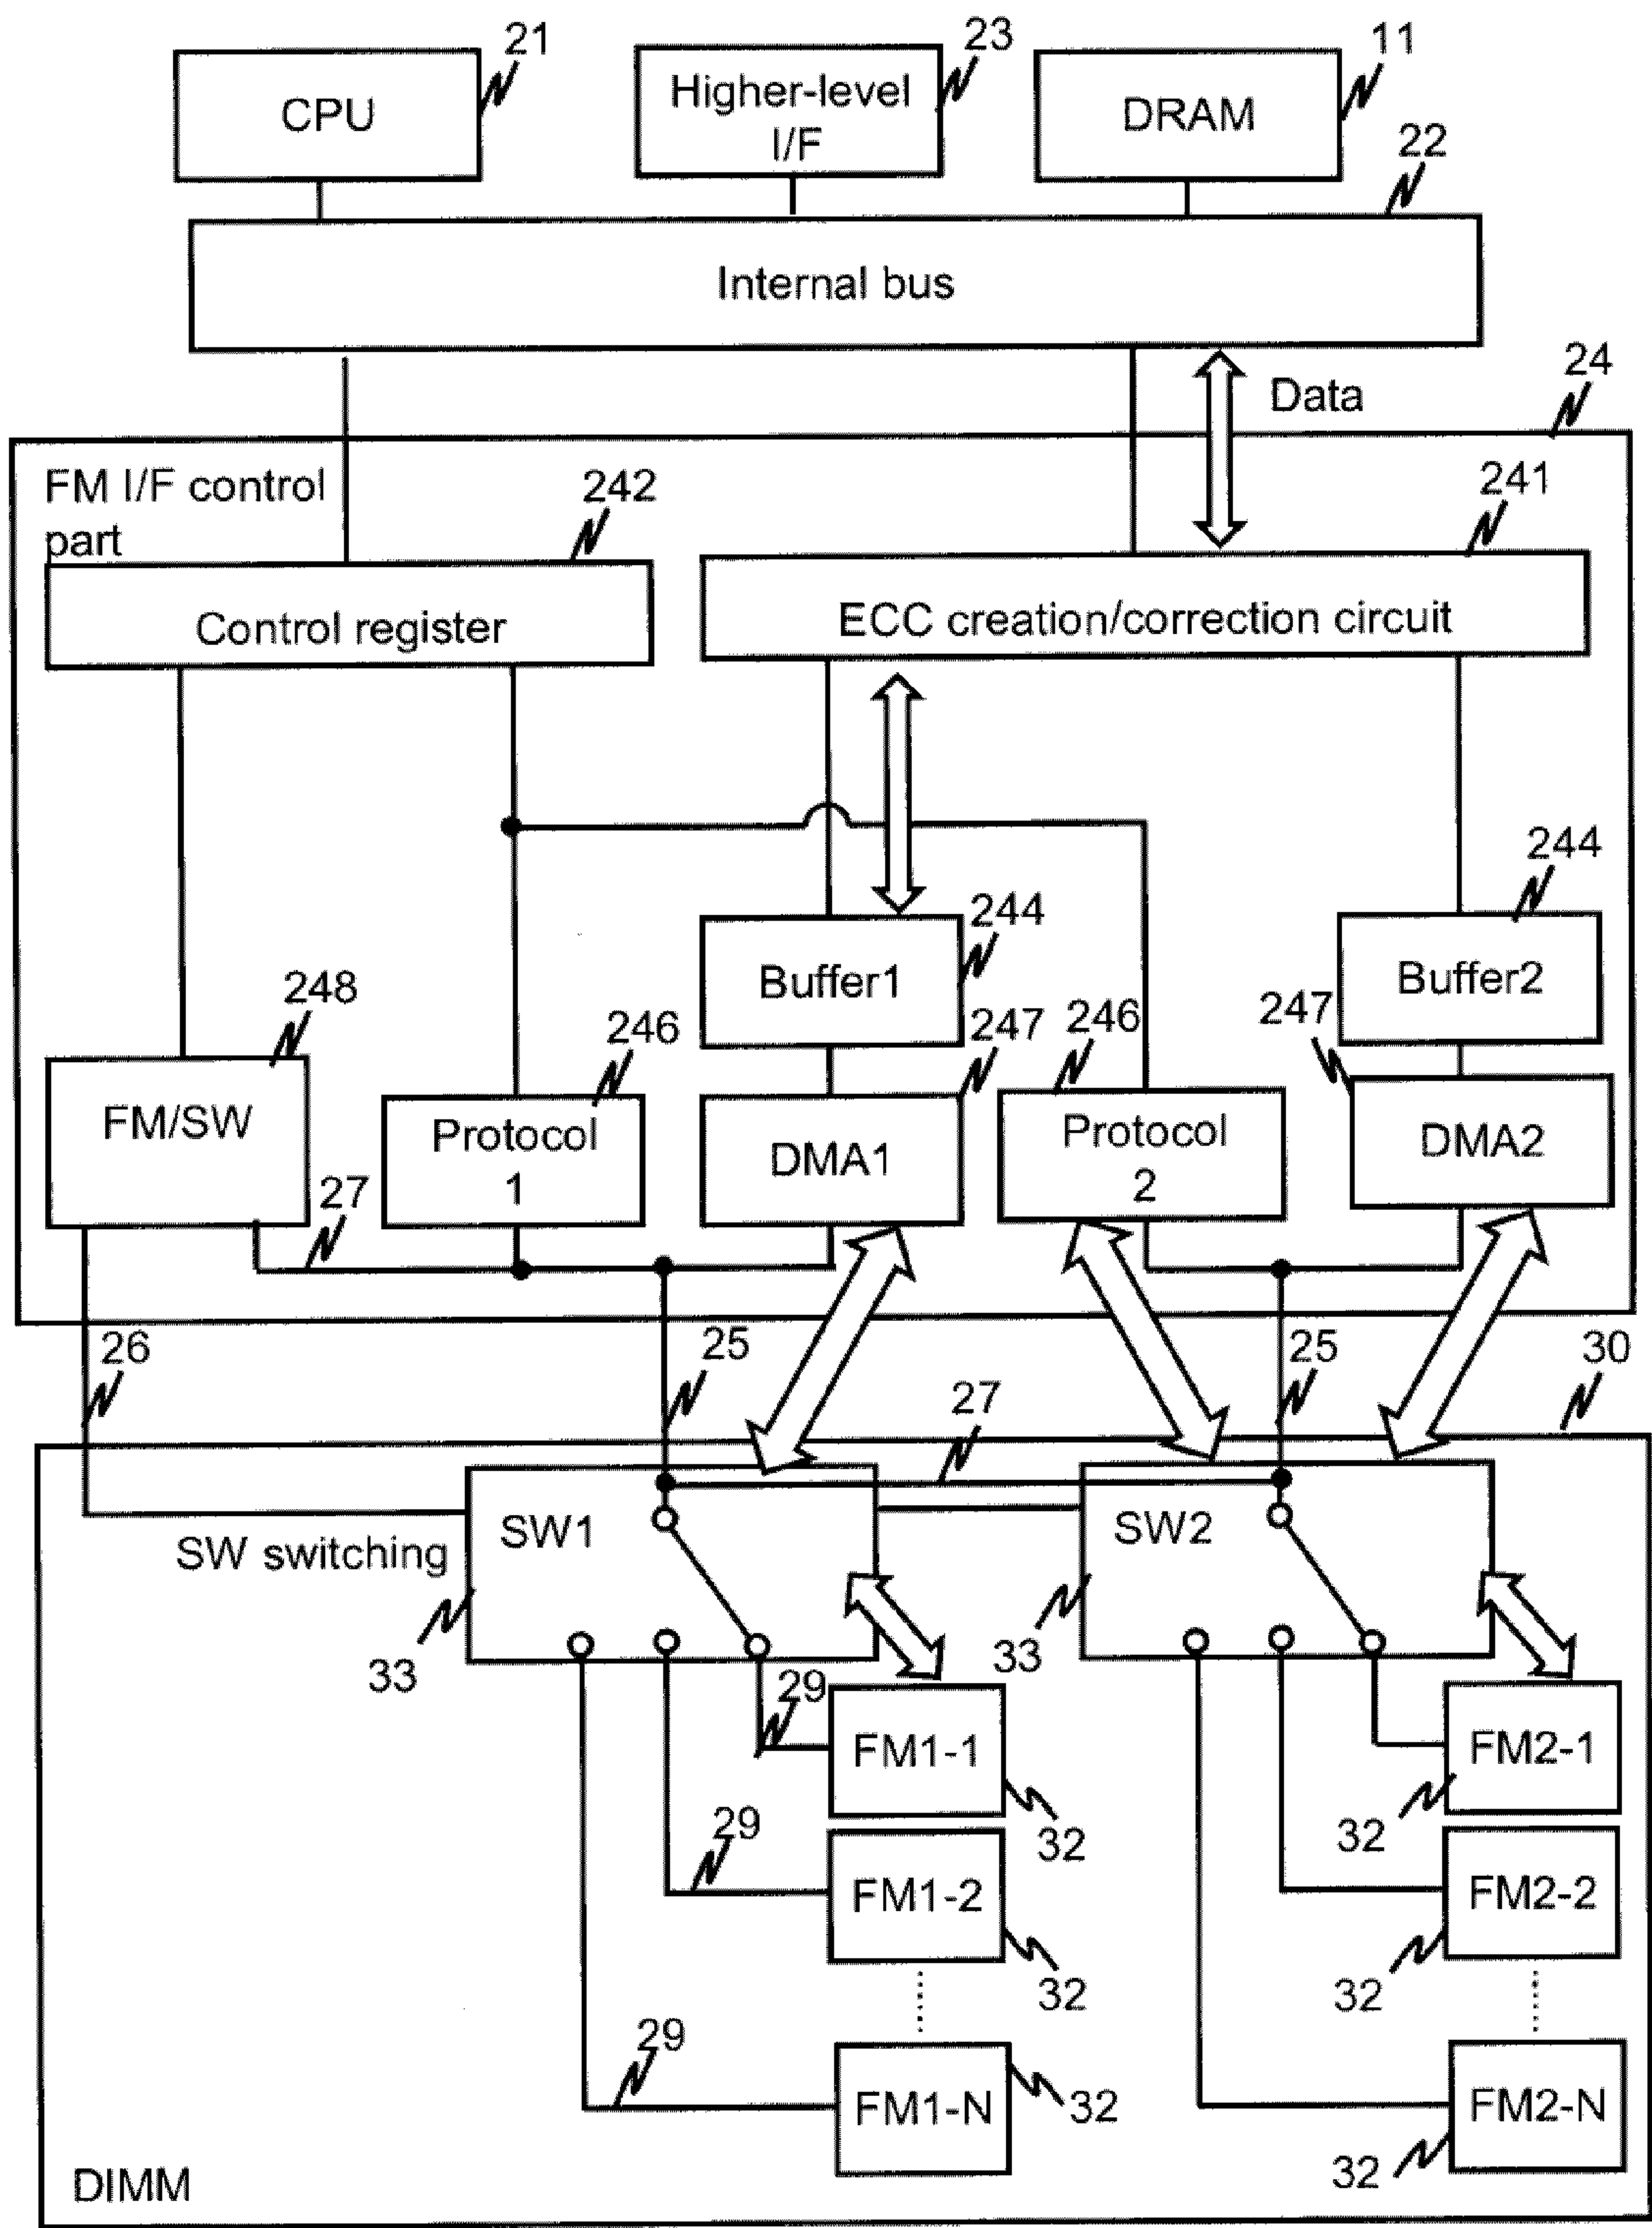 21
23
11
CPU
Higher-level
I/F
DRAM
22
Internal bus
Data
24
FM I/F control
part
242
241
Control register
ECC creation/correction circuit
244
244
Buffer1
Buffer2
248
246
247
246
247
FM/SW
Protocol
1
DMA1
Protocol
2
DMA2
27
26
25
25
30
27
SW switching
SW1
SW2
33
33
29
FM1-1
FM2-1
32
32
29
FM1-2
FM2-2
32
32
29
FM1-N
FM2-N
32
32
DIMM